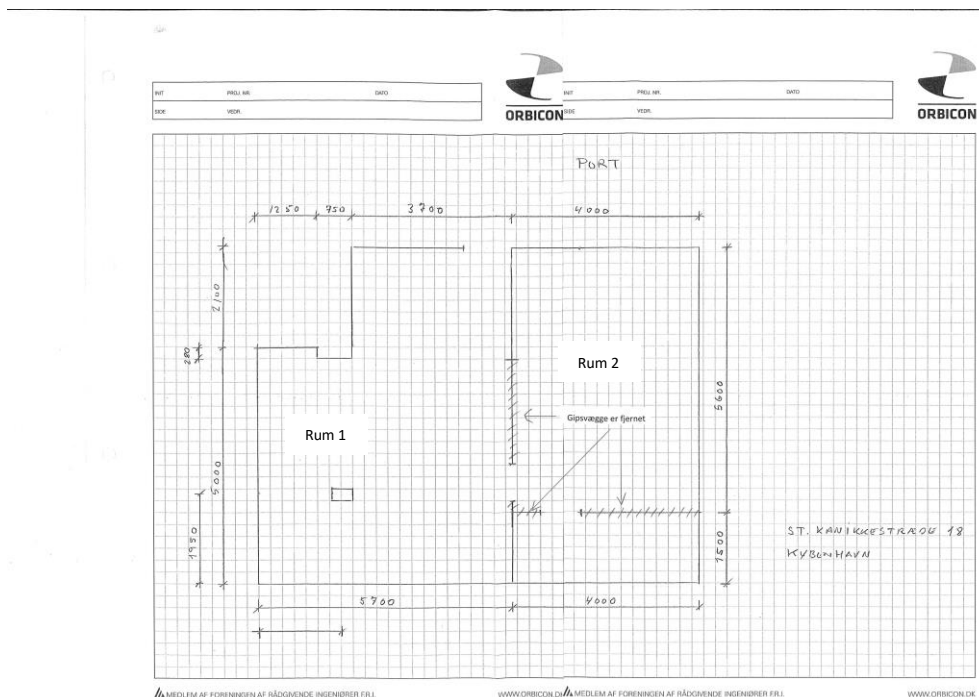 INIT PROJ. NR. DATO
SIDE VEDR.
ORBICON
INIT PROJ. NR. DATO
SIDE VEDR.
ORBICON
PORT
1250 750 3700 4000
2100
280
Rum 2
5600
Gipsvægge er fjernet
Rum 1
5000
1950
1500
ST. KANIKKESTRÆDE 18
KØBENHAVN
5700 4000
MEDLEM AF FORENINGEN AF RÅDGIVENDE INGENIØRER F.R.I.
WWW.ORBICON.DK
MEDLEM AF FORENINGEN AF RÅDGIVENDE INGENIØRER F.R.I.
WWW.ORBICON.DK